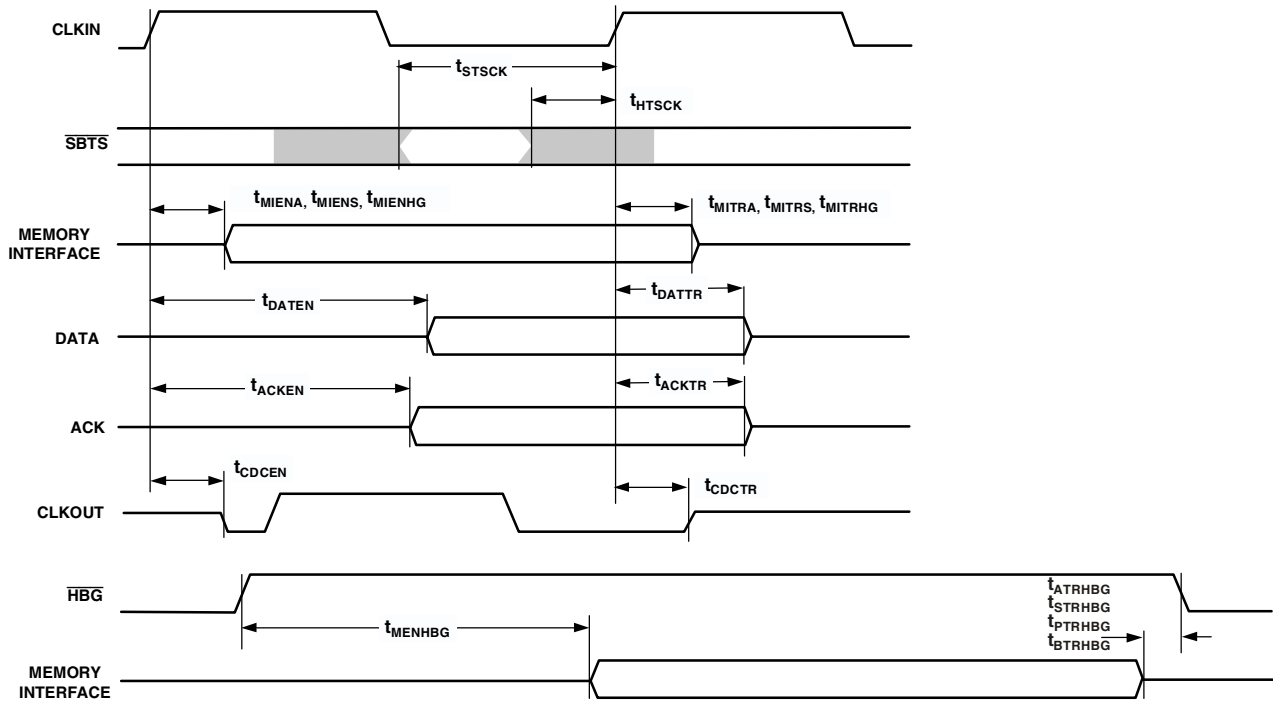 CLKIN
tSTSCK
tHTSCK
SBTS
tMIENA, tMIENS, tMIENHG
tMITRA, tMITRS, tMITRHG
MEMORY
INTERFACE
tDATEN
tDATTR
DATA
tACKEN
tACKTR
ACK
tCDCEN
tCDCTR
CLKOUT
HBG
tMENHBG
tATRHBG
tSTRHBG
tPTRHBG
tBTRHBG
MEMORY
INTERFACE